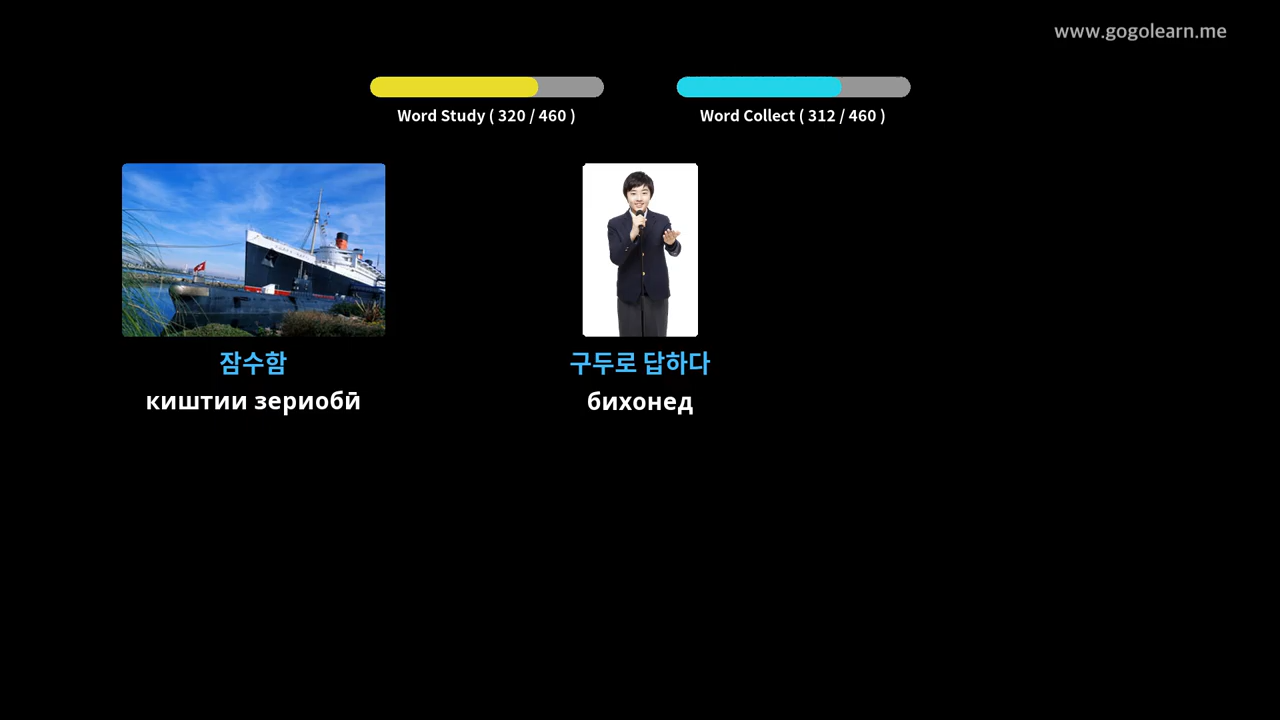 www.gogolearn.me
Word Study ( 320 / 460 )
Word Collect ( 312 / 460 )
잠수함
киштии зериобӣ
구두로 답하다
бихонед